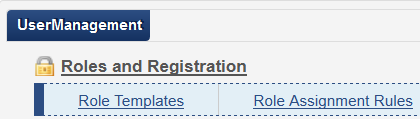 UserManagement
Roles and Registration
Role Templates Role Assignment Rules